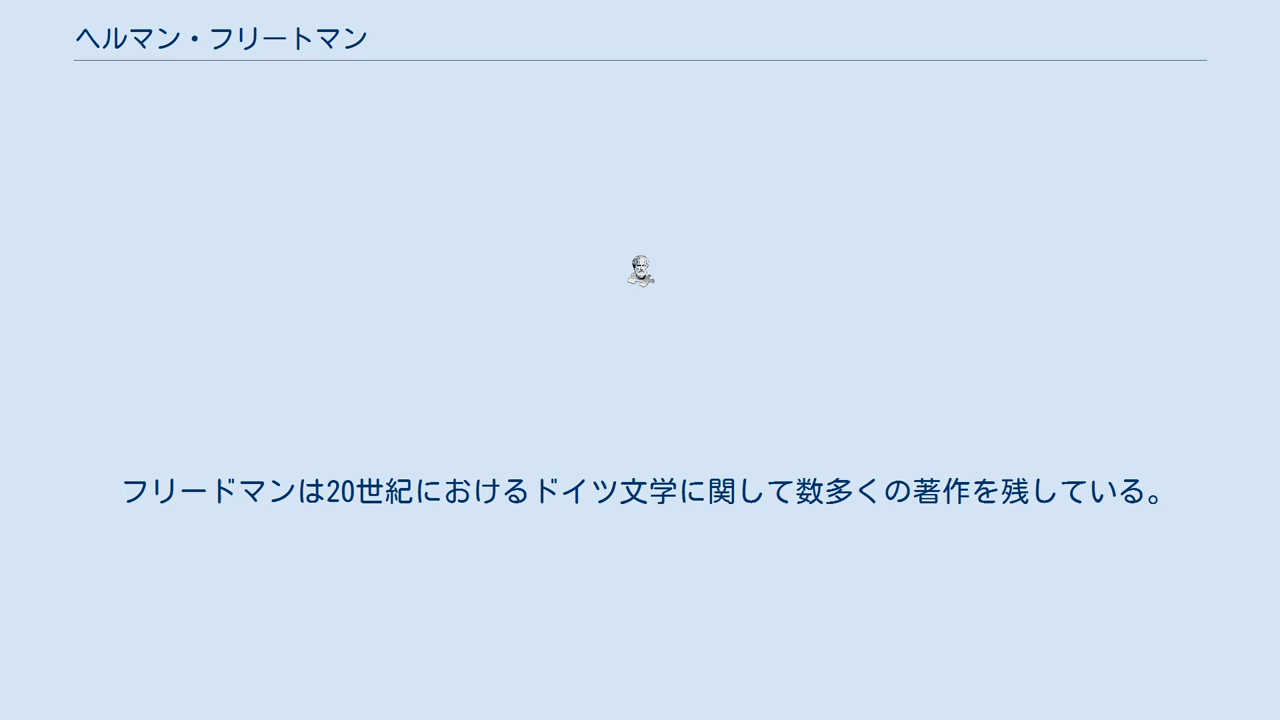 ヘルマン・フリートマン
フリードマンは20世紀におけるドイツ文学に関して数多くの著作を残している。